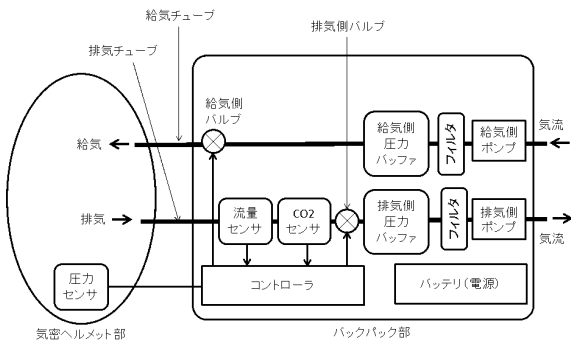 給気チューブ
排気チューブ
排気側バルブ
給気側
バルブ
給気
給気側
圧力
バッファ
フィルタ
給気側
ポンプ
気流
排気
流量
センサ
CO2
センサ
排気側
圧力
バッファ
フィルタ
排気側
ポンプ
気流
圧力
センサ
コントローラ
バッテリ(電源)
気密ヘルメット部
バックパック部